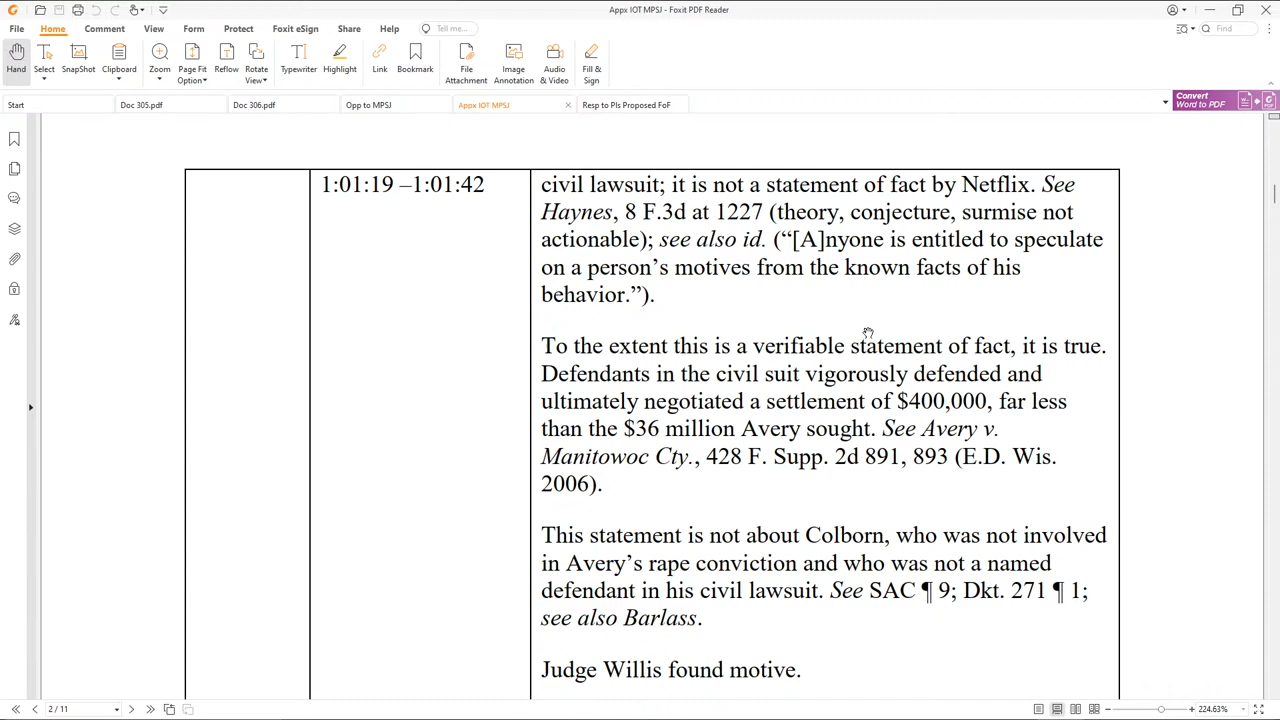 Appx IOT MPSJ - Foxit PDF Reader
File Home Comment View Form Protect Foxit eSign Share Help Tell me... Find
Hand Select SnapShot Clipboard Zoom Page Fit Option Reflow Rotate View Typewriter Highlight Link Bookmark File Attachment Image Annotation Audio & Video Fill & Sign
Start Doc 305.pdf Doc 306.pdf Opp to MPSJ Appx IOT MPSJ Resp to Pls Proposed FoF Convert Word to PDF
1:01:19 –1:01:42
civil lawsuit; it is not a statement of fact by Netflix. See
Haynes, 8 F.3d at 1227 (theory, conjecture, surmise not
actionable); see also id. (“[A]nyone is entitled to speculate
on a person’s motives from the known facts of his
behavior.”).
To the extent this is a verifiable statement of fact, it is true.
Defendants in the civil suit vigorously defended and
ultimately negotiated a settlement of $400,000, far less
than the $36 million Avery sought. See Avery v.
Manitowoc Cty., 428 F. Supp. 2d 891, 893 (E.D. Wis.
2006).
This statement is not about Colborn, who was not involved
in Avery’s rape conviction and who was not a named
defendant in his civil lawsuit. See SAC ¶ 9; Dkt. 271 ¶ 1;
see also Barlass.
Judge Willis found motive.
2 / 11 224.63%